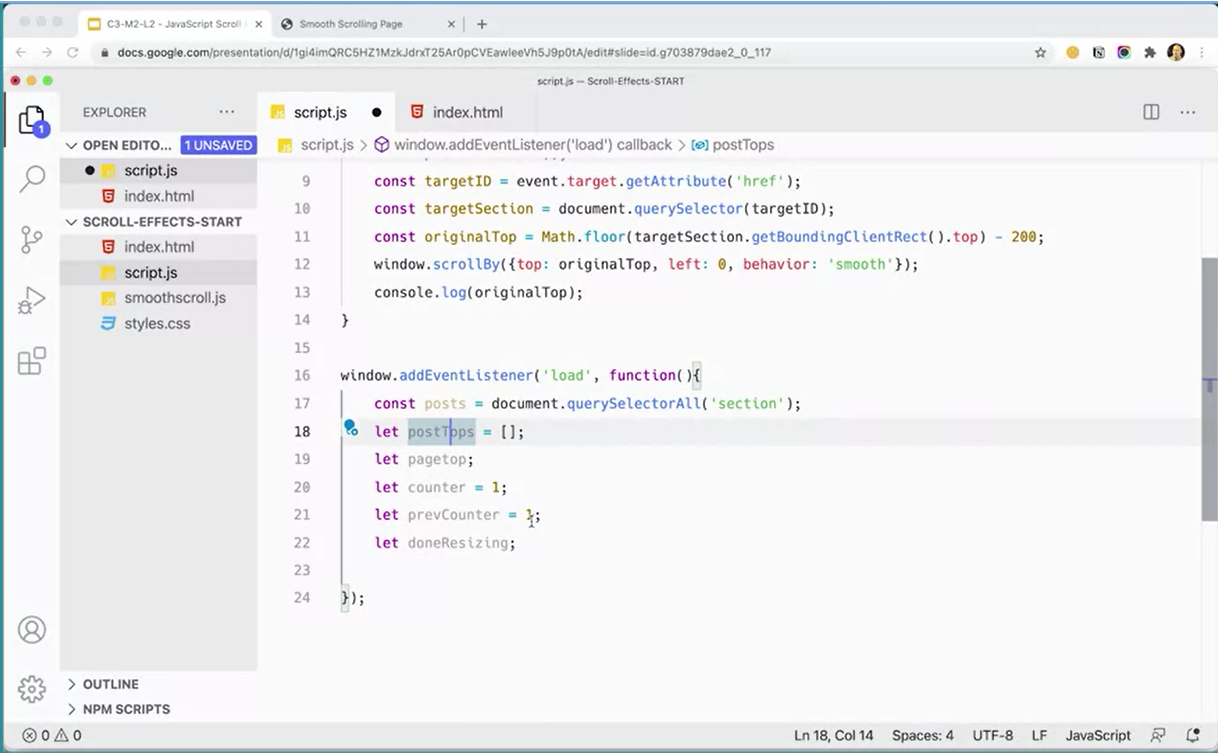 C3-M2-L2 - JavaScript Scroll
Smooth Scrolling Page
docs.google.com/presentation/d/1gi4imQRC5HZ1MzkJdrxT25Ar0pCVEawleeVh5J9p0tA/edit#slide=id.g703879dae2_0_117
script.js — Scroll-Effects-START
EXPLORER
script.js
index.html
OPEN EDITO...
1 UNSAVED
script.js > window.addEventListener('load') callback > postTops
1
script.js
index.html
SCROLL-EFFECTS-START
index.html
script.js
smoothscroll.js
styles.css
9 const targetID = event.target.getAttribute('href');
10 const targetSection = document.querySelector(targetID);
11 const originalTop = Math.floor(targetSection.getBoundingClientRect().top) - 200;
12 window.scrollBy({top: originalTop, left: 0, behavior: 'smooth'});
13 console.log(originalTop);
14 }
15
16 window.addEventListener('load', function(){
17 const posts = document.querySelectorAll('section');
18 let postTops = [];
19 let pagetop;
20 let counter = 1;
21 let prevCounter = 1;
22 let doneResizing;
23
24 });
OUTLINE
NPM SCRIPTS
0 0
Ln 18, Col 14 Spaces: 4 UTF-8 LF JavaScript